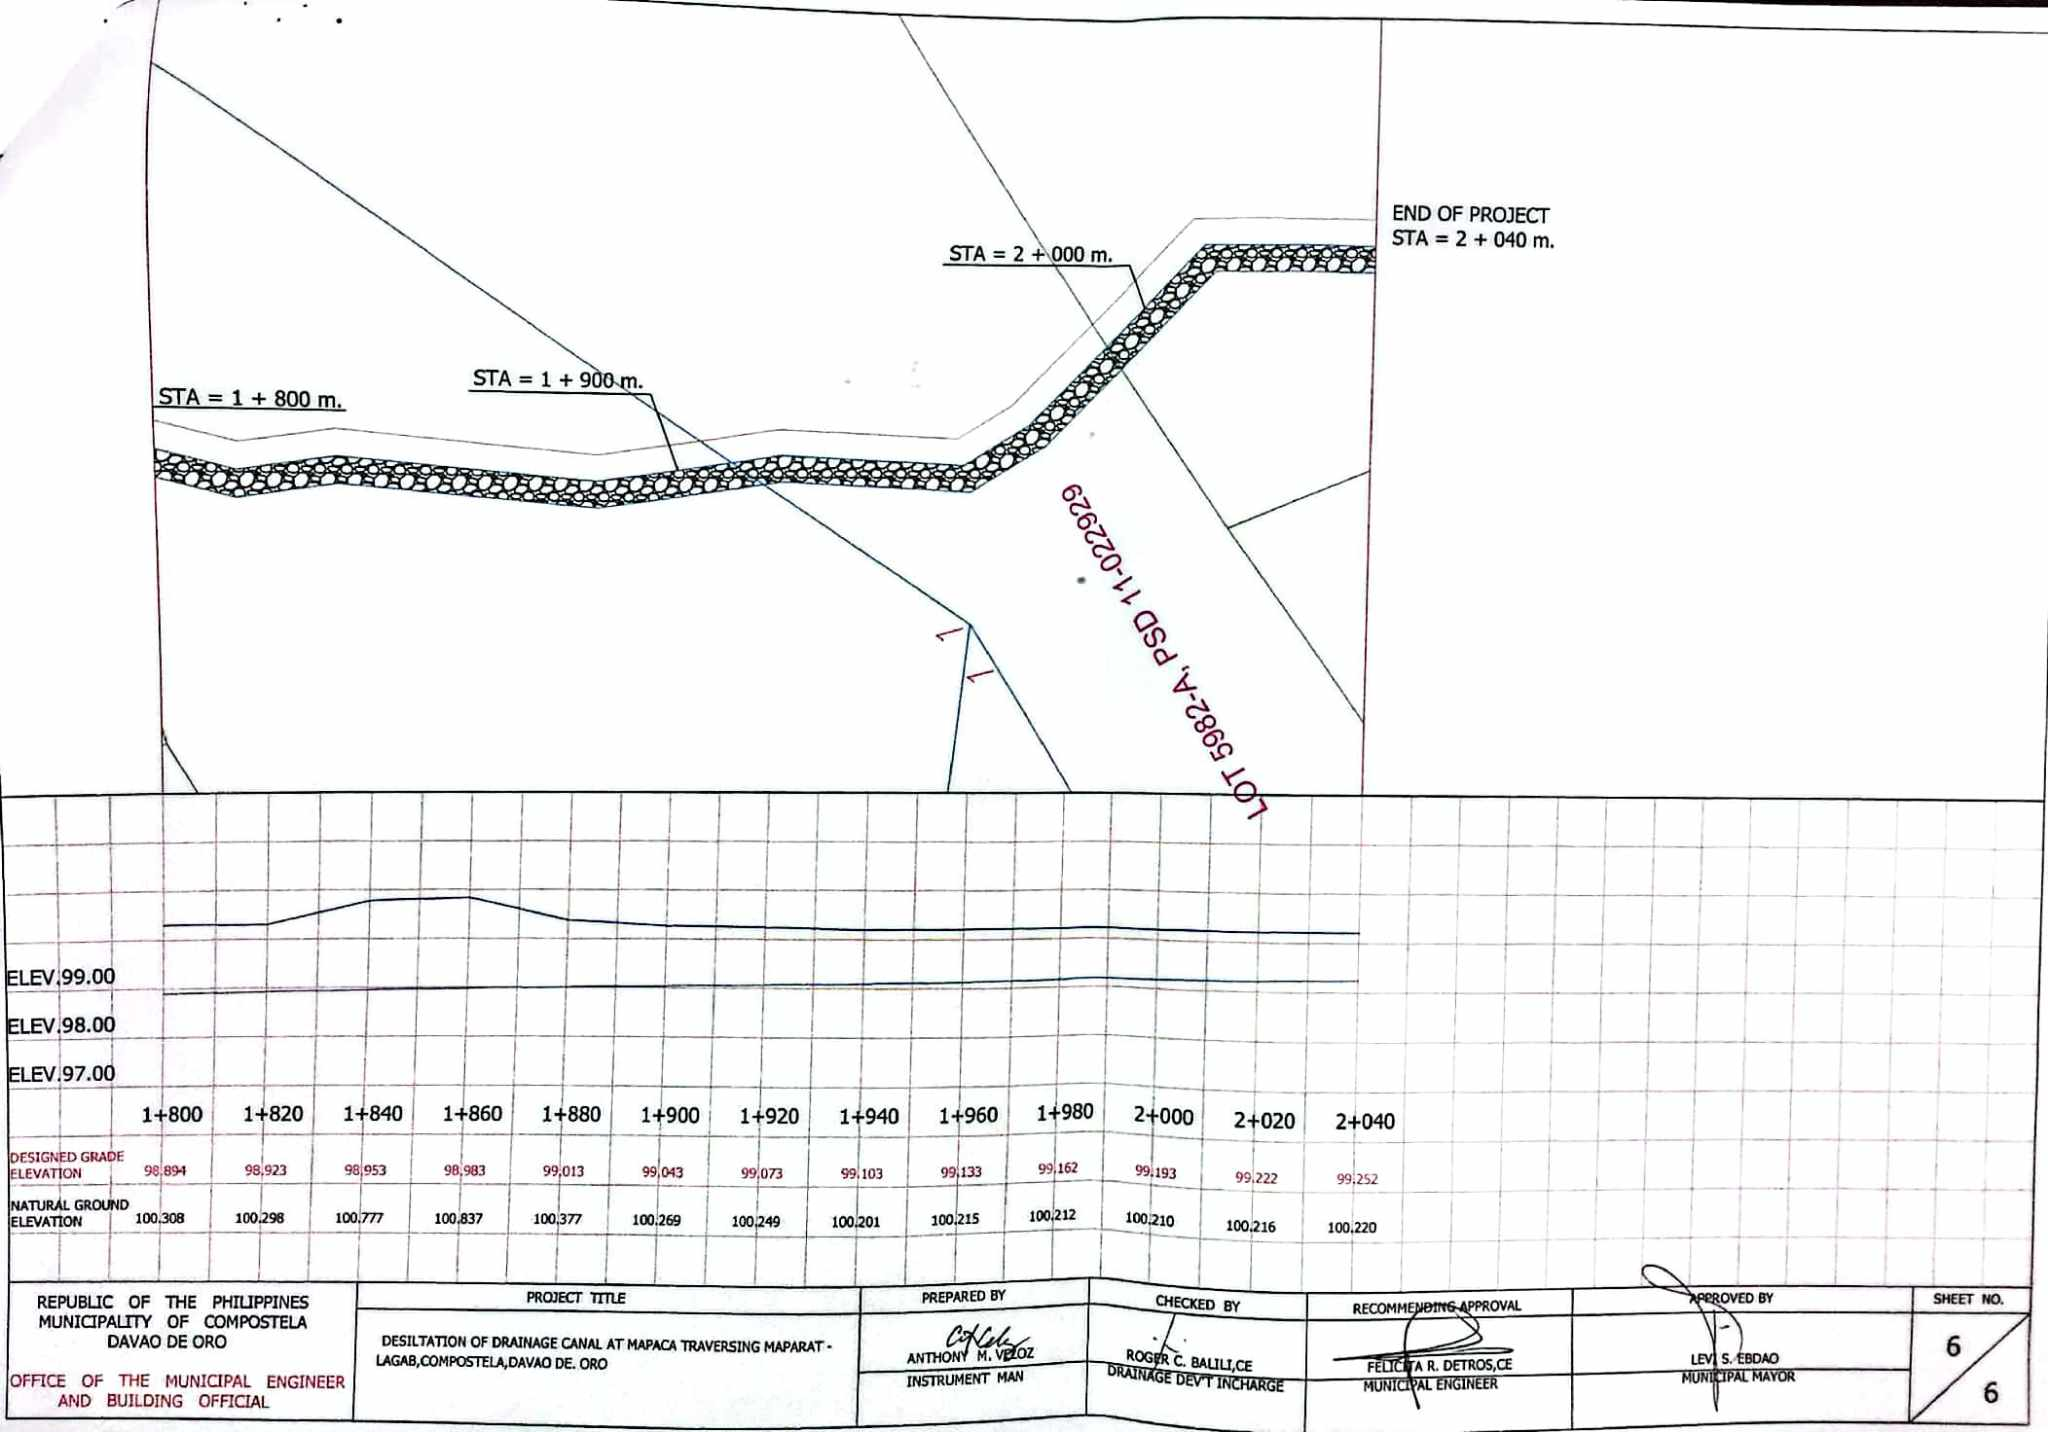 END OF PROJECT
STA = 2 + 040 m.
STA = 2 + 000 m.
STA = 1 + 900 m.
STA = 1 + 800 m.
LOT 5982-A, PSD 11-022929
1
1
ELEV.99.00
ELEV.98.00
ELEV.97.00
1+800 1+820 1+840 1+860 1+880 1+900 1+920 1+940 1+960 1+980 2+000 2+020 2+040
DESIGNED GRADE
ELEVATION 98.894 98.923 98.953 98.983 99.013 99.043 99.073 99.103 99.133 99.162 99.193 99.222 99.252
NATURAL GROUND
ELEVATION 100.308 100.298 100.777 100.837 100.377 100.269 100.249 100.201 100.215 100.212 100.210 100.216 100.220
REPUBLIC OF THE PHILIPPINES
MUNICIPALITY OF COMPOSTELA
DAVAO DE ORO
OFFICE OF THE MUNICIPAL ENGINEER
AND BUILDING OFFICIAL
PROJECT TITLE
DESILTATION OF DRAINAGE CANAL AT MAPACA TRAVERSING MAPARAT -
LAGAB,COMPOSTELA,DAVAO DE. ORO
PREPARED BY
ANTHONY M. VELOZ
INSTRUMENT MAN
CHECKED BY
ROGER C. BALILI,CE
DRAINAGE DEV'T INCHARGE
RECOMMENDING APPROVAL
FELICITA R. DETROS,CE
MUNICIPAL ENGINEER
APPROVED BY
LEVI S. EBDAO
MUNICIPAL MAYOR
SHEET NO.
6
6